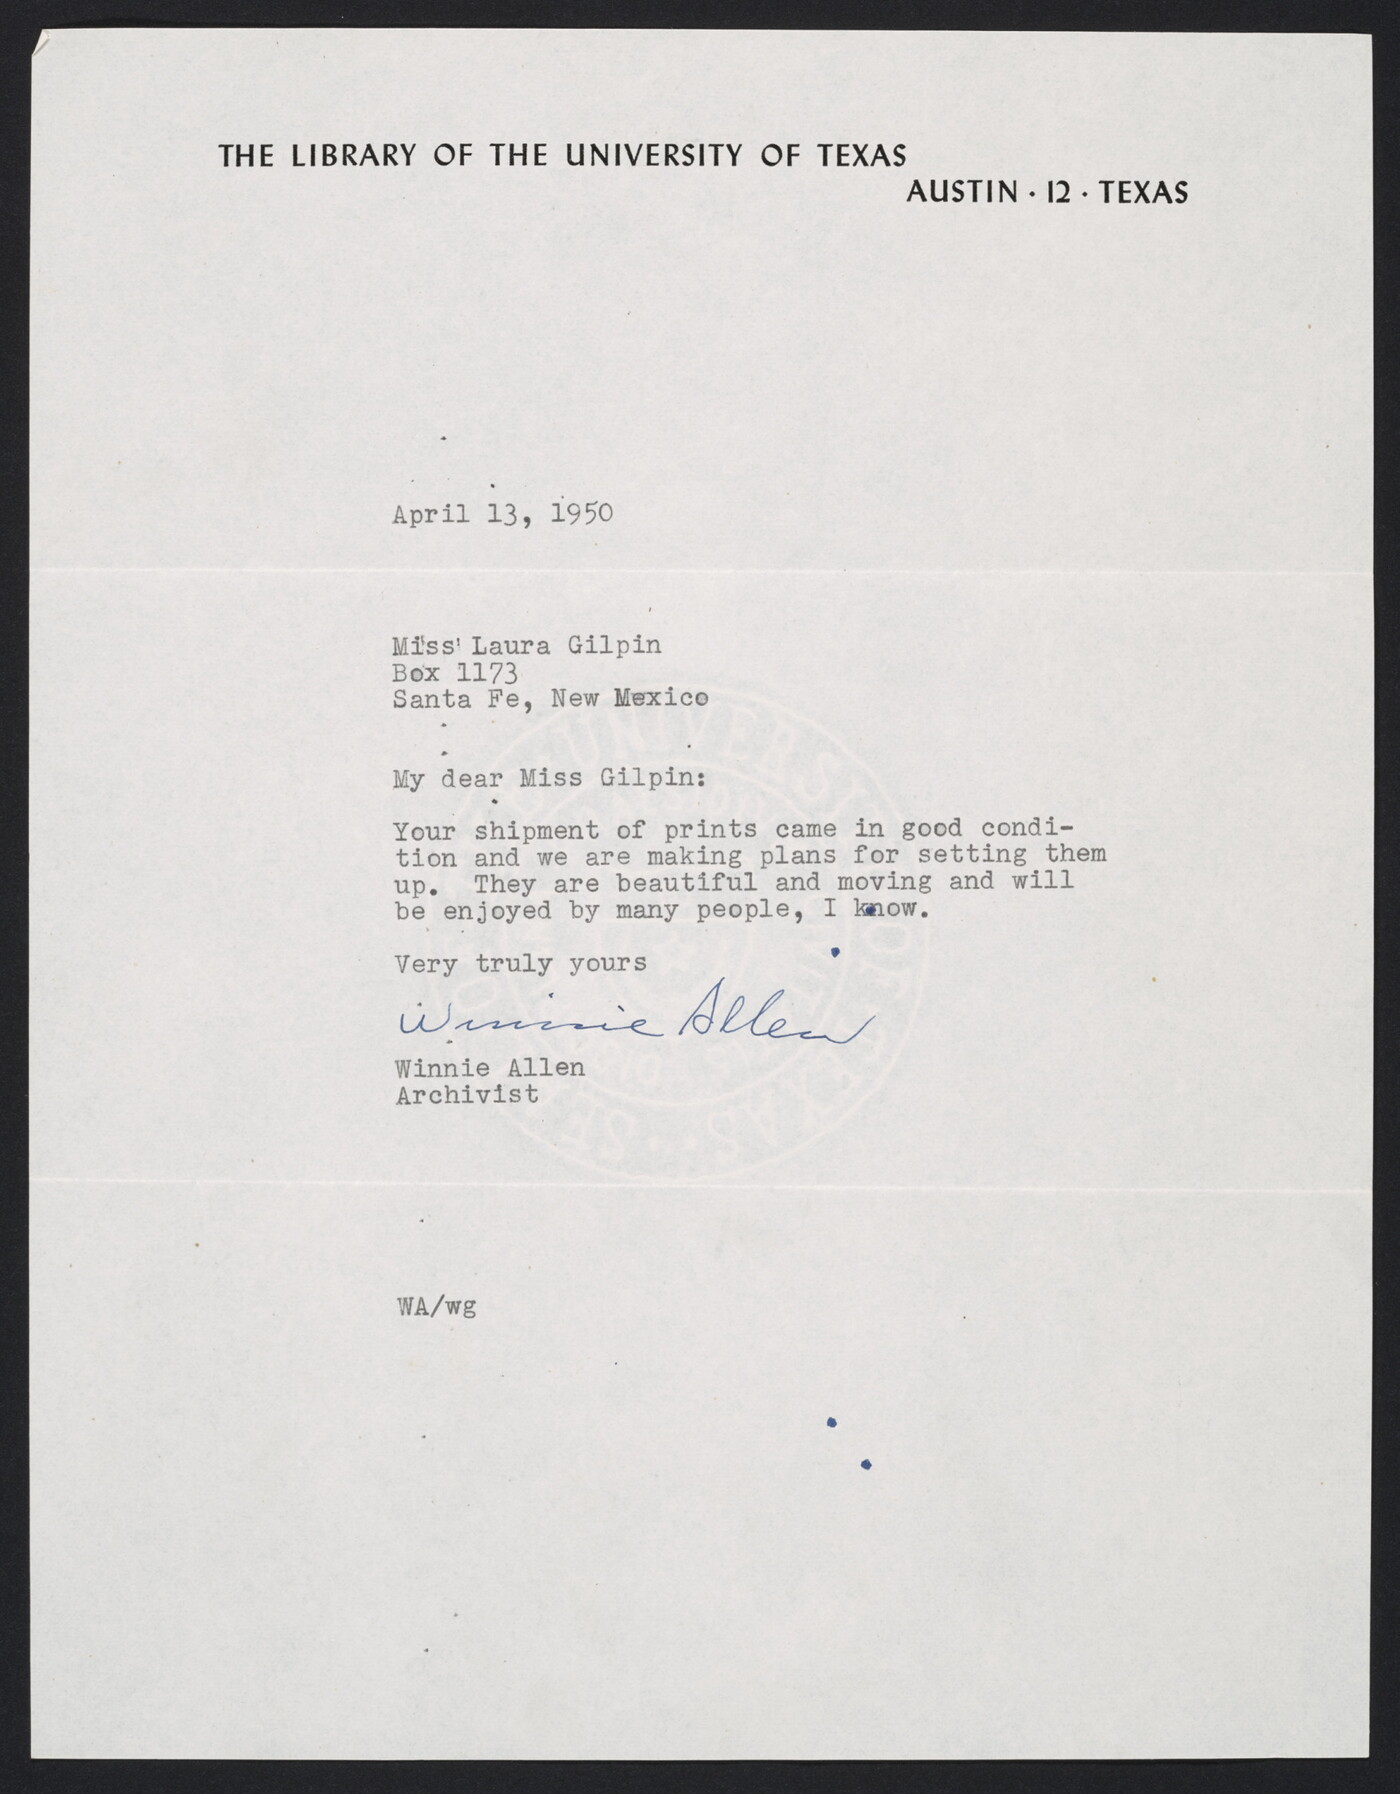 THE LIBRARY OF THE UNIVERSITY OF TEXAS
AUSTIN · 12 · TEXAS
April 13, 1950
Miss Laura Gilpin
Box 1173
Santa Fe, New Mexico
My dear Miss Gilpin:
Your shipment of prints came in good condi-
tion and we are making plans for setting them
up. They are beautiful and moving and will
be enjoyed by many people, I know.
Very truly yours
Winnie Allen
Winnie Allen
Archivist
WA/wg